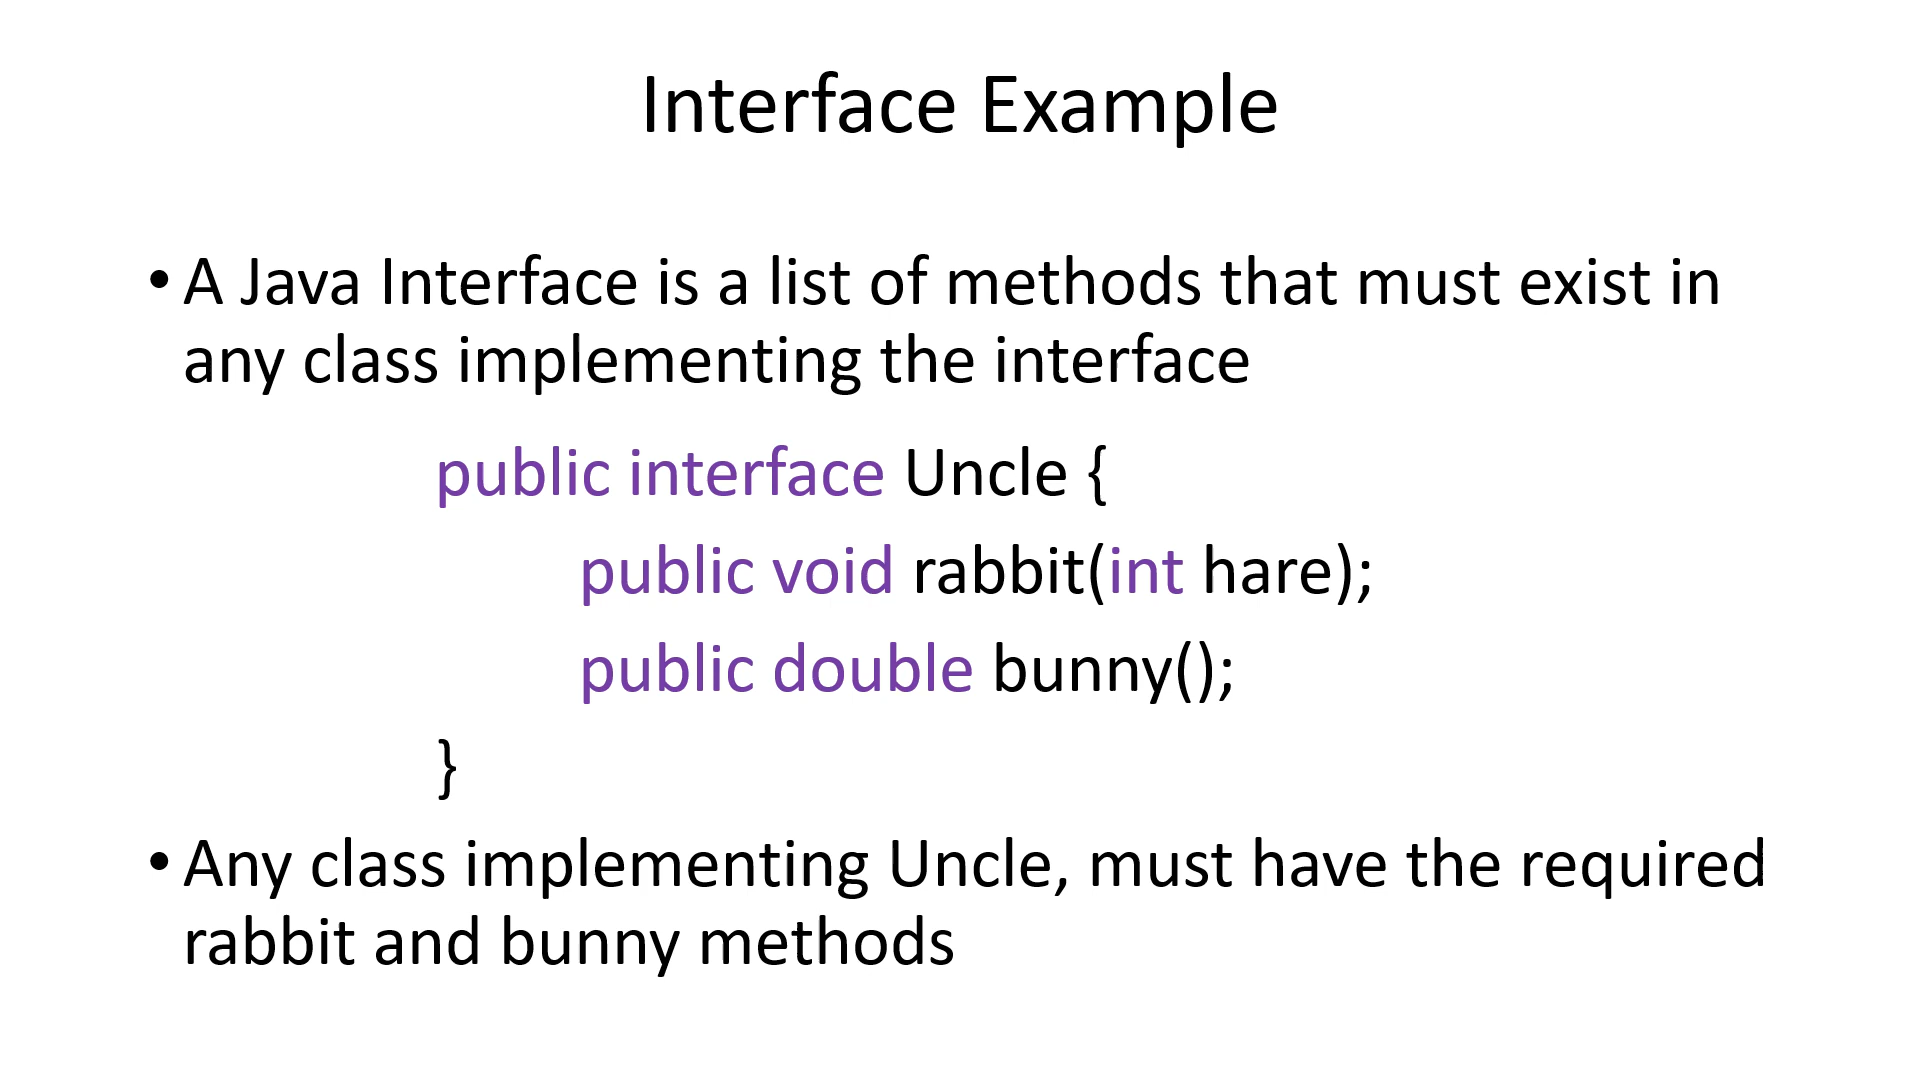 Interface Example
• A Java Interface is a list of methods that must exist in
any class implementing the interface
public interface Uncle {
public void rabbit(int hare);
public double bunny();
}
• Any class implementing Uncle, must have the required
rabbit and bunny methods